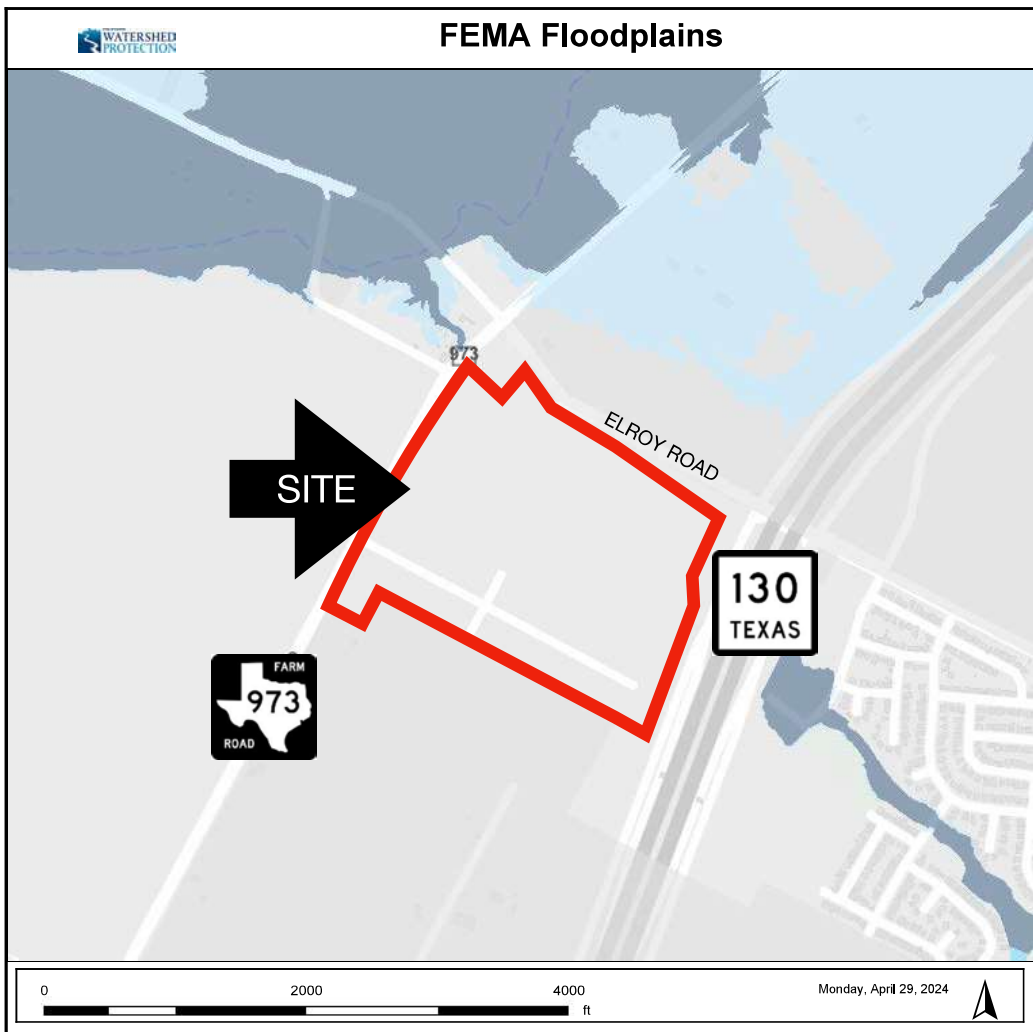 WATERSHED
PROTECTION
FEMA Floodplains
973
ELROY ROAD
SITE
130
TEXAS
FARM
973
ROAD
0 2000 4000
ft
Monday, April 29, 2024